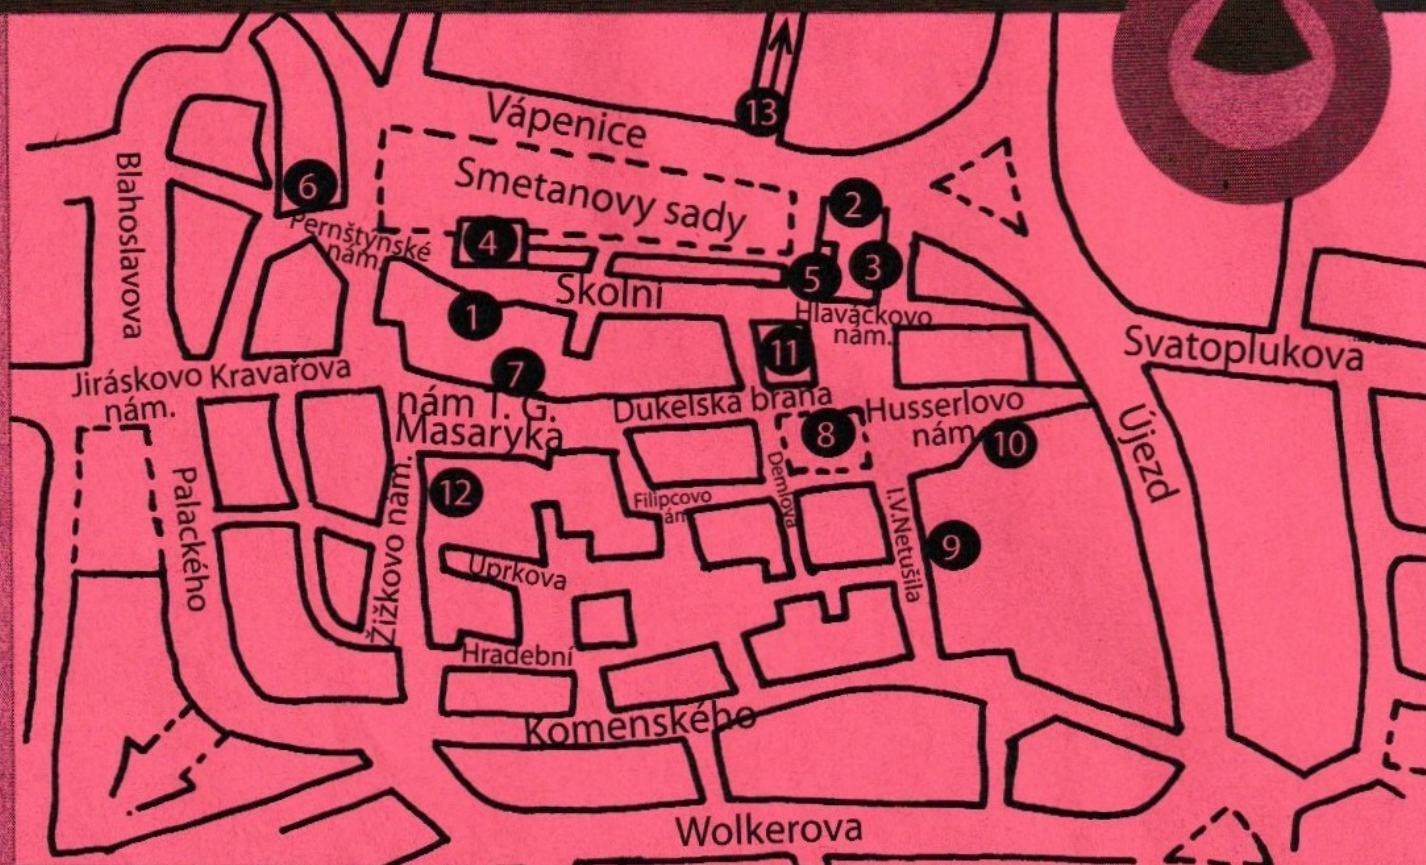 13
Vápenice
Smetanovy sady
Blahoslavova
6
2
Pernštýnské
nám.
4
5
3
Školní
1
Hlaváčkovo
nám.
11
Svatoplukova
7
Jiráskovo
nám.
Kravařova
nám T. G.
Masaryka
Dukelská brána
Husserlovo
nám.
8
10
Újezd
12
Palackého
Žižkovo nám.
Filipcovo
nám.
Demlova
I.V.Netušila
9
Uprkova
Hradební
Komenského
Wolkerova